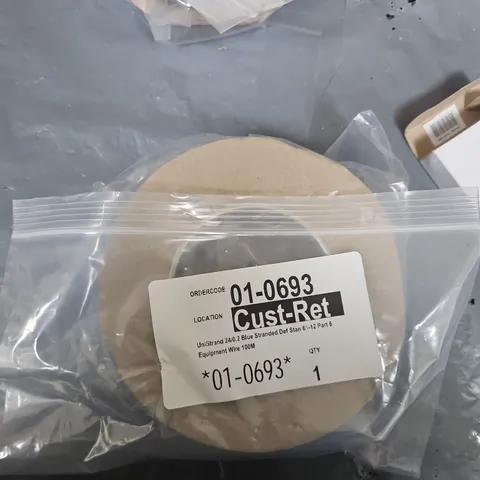 ORDERCODE 01-0693
LOCATION Cust-Ret
UniStrand 24/0.2 Blue Stranded Def Stan 61-12 Part 6
Equipment Wire 100M
QTY
*01-0693* 1